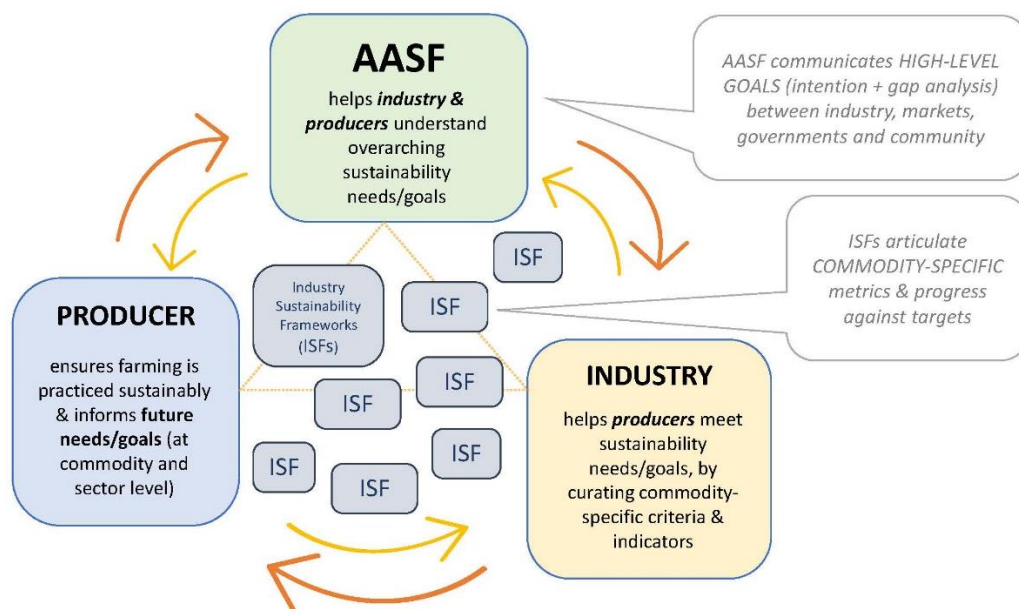 AASF
helps industry &
producers understand
overarching
sustainability
needs/goals
AASF communicates HIGH-LEVEL
GOALS (intention + gap analysis)
between industry, markets,
governments and community
ISFs articulate
COMMODITY-SPECIFIC
metrics & progress
against targets
PRODUCER
ensures farming is
practiced sustainably
& informs future
needs/goals (at
commodity and
sector level)
Industry
Sustainability
Frameworks
(ISFs)
ISF
ISF
ISF
ISF
ISF
ISF
ISF
INDUSTRY
helps producers meet
sustainability
needs/goals, by
curating commodity-
specific criteria &
indicators